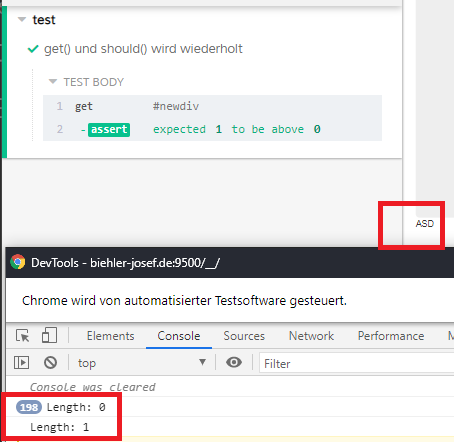 test
get() und should() wird wiederholt
TEST BODY
1 get #newdiv
2 -assert expected 1 to be above 0
ASD
DevTools - biehler-josef.de:9500/__/
Chrome wird von automatisierter Testsoftware gesteuert.
Elements Console Sources Network Performance M
top Filter
Console was cleared
198 Length: 0
Length: 1